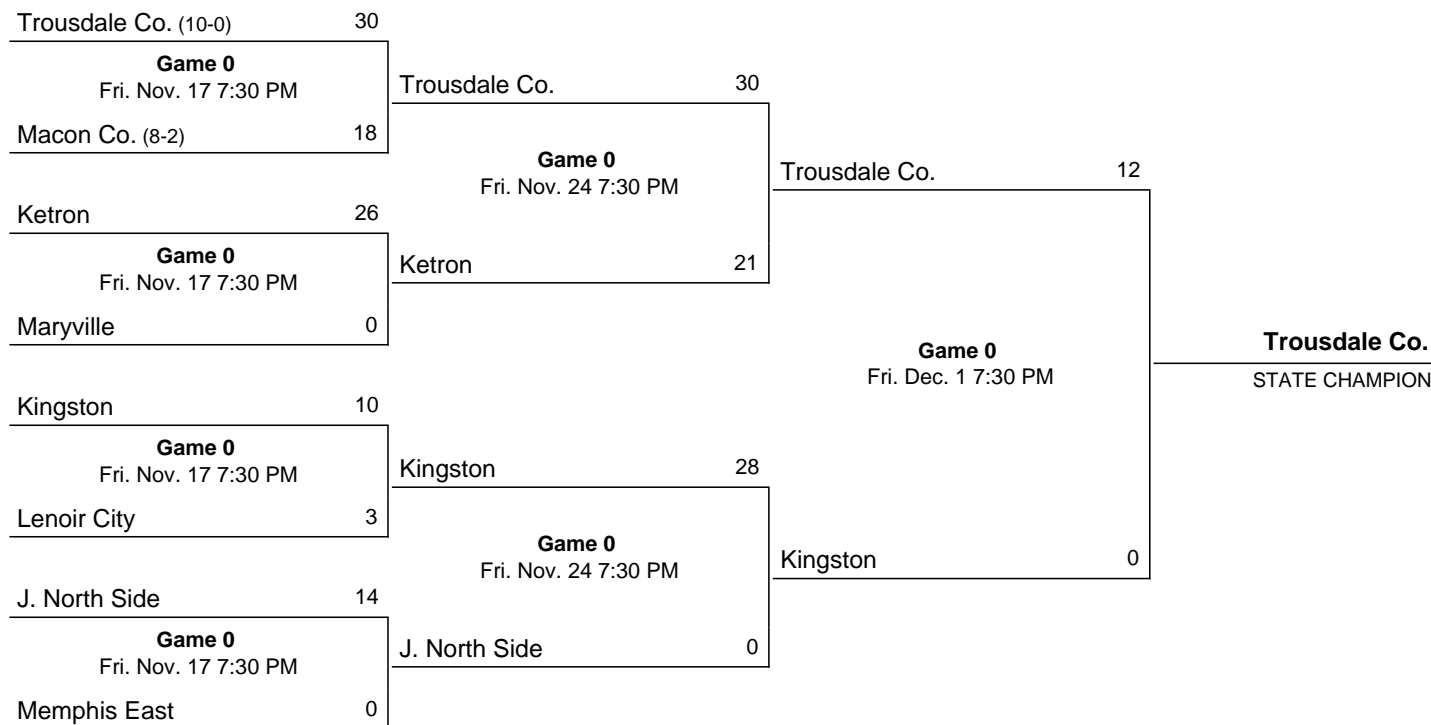 Trousdale Co. (10-0) 30
Game 0
Fri. Nov. 17 7:30 PM
Macon Co. (8-2) 18
Ketron 26
Game 0
Fri. Nov. 17 7:30 PM
Maryville 0
Kingston 10
Game 0
Fri. Nov. 17 7:30 PM
Lenoir City 3
J. North Side 14
Game 0
Fri. Nov. 17 7:30 PM
Memphis East 0
Trousdale Co. 30
Game 0
Fri. Nov. 24 7:30 PM
Ketron 21
Kingston 28
Game 0
Fri. Nov. 24 7:30 PM
J. North Side 0
Trousdale Co. 12
Game 0
Fri. Dec. 1 7:30 PM
Kingston 0
Trousdale Co.
STATE CHAMPION